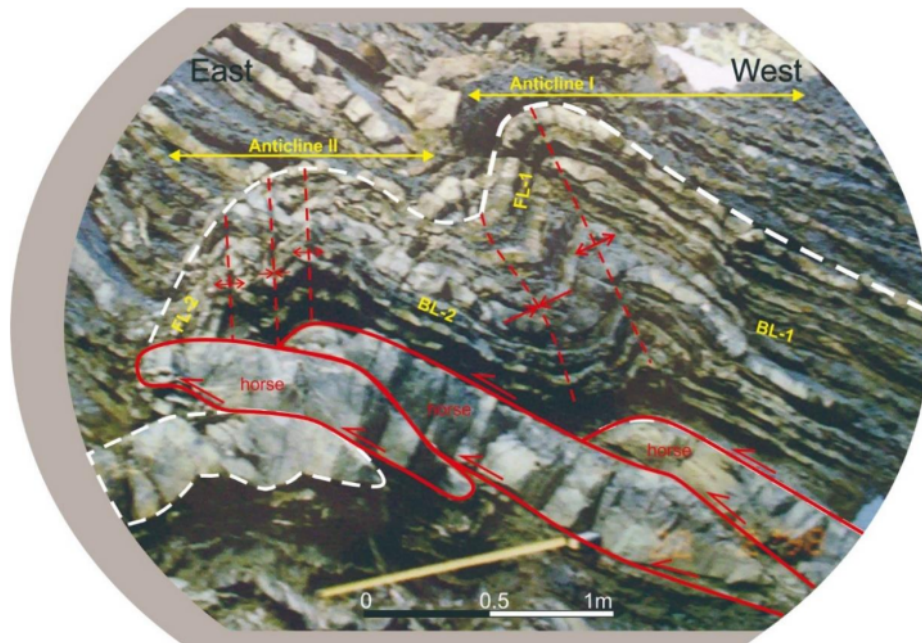 East
West
Anticline I
Anticline II
FL-1
FL-2
BL-2
BL-1
horse
horse
horse
0
0.5
1m